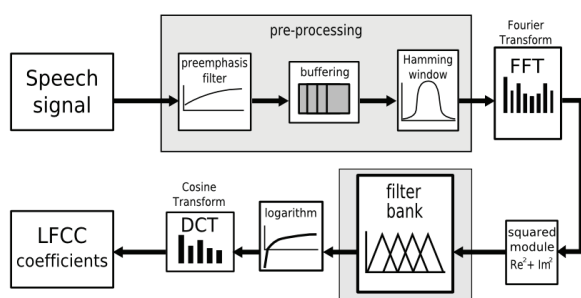 pre-processing
Speech
signal
preemphasis
filter
buffering
Hamming
window
Fourier
Transform
FFT
squared
module
Re²+ Im²
filter
bank
logarithm
Cosine
Transform
DCT
LFCC
coefficients